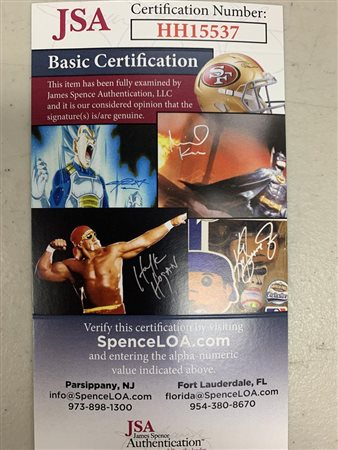 JSA
Certification Number:
HH15537
Basic Certification
This item has been fully examined by
James Spence Authentication, LLC
and it is our considered opinion that the
signature(s) is/are genuine.
Hulk
Hogan
Verify this certification by visiting
SpenceLOA.com
and entering the alpha-numeric
value indicated above.
Parsippany, NJ
info@SpenceLOA.com
973-898-1300
Fort Lauderdale, FL
florida@SpenceLOA.com
954-380-8670
JSA
James Spence
Authentication